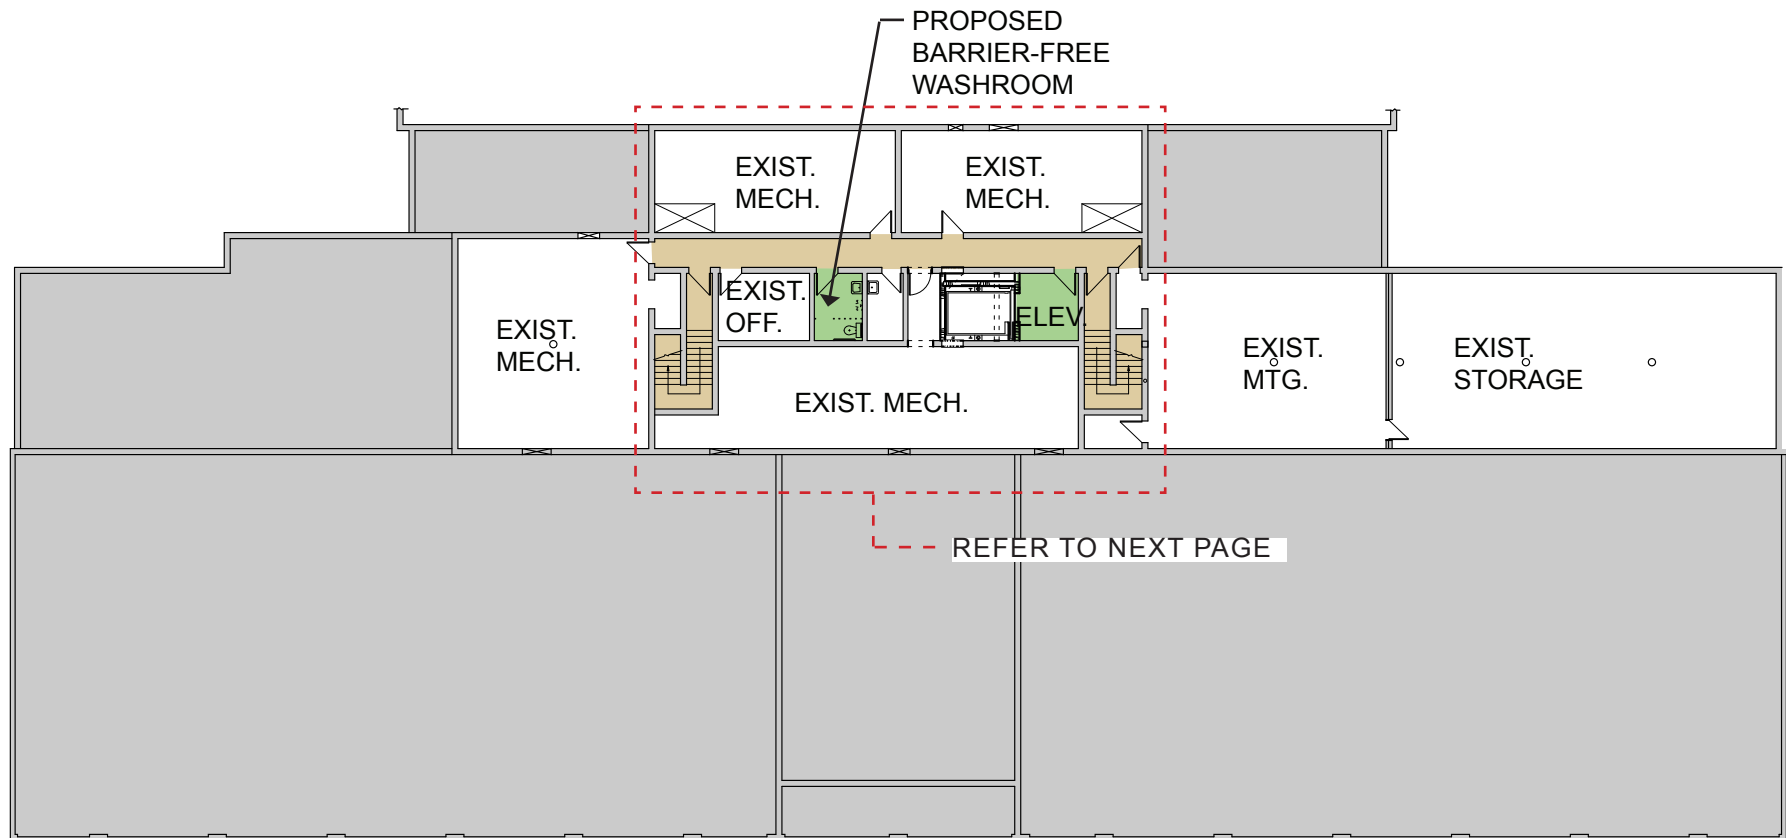 PROPOSED
BARRIER-FREE
WASHROOM
EXIST.
MECH.
EXIST.
MECH.
EXIST.
OFF.
ELEV.
EXIST.
MECH.
EXIST.
MTG.
EXIST.
STORAGE
EXIST. MECH.
REFER TO NEXT PAGE